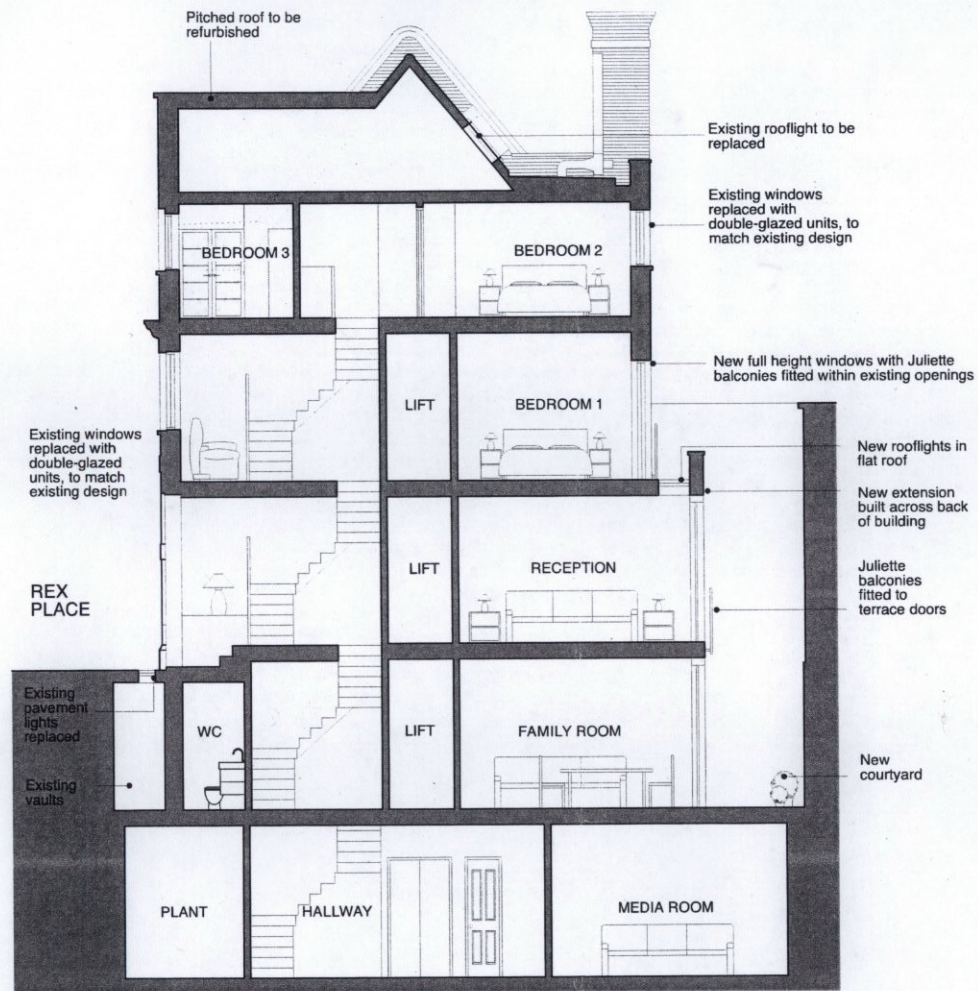 Pitched roof to be
refurbished
Existing rooflight to be
replaced
Existing windows
replaced with
double-glazed units, to
match existing design
BEDROOM 3
BEDROOM 2
New full height windows with Juliette
balconies fitted within existing openings
LIFT
BEDROOM 1
Existing windows
replaced with
double-glazed
units, to match
existing design
New rooflights in
flat roof
New extension
built across back
of building
REX
PLACE
LIFT
RECEPTION
Juliette
balconies
fitted to
terrace doors
Existing
pavement
lights
replaced
WC
LIFT
FAMILY ROOM
Existing
vaults
New
courtyard
PLANT
HALLWAY
MEDIA ROOM